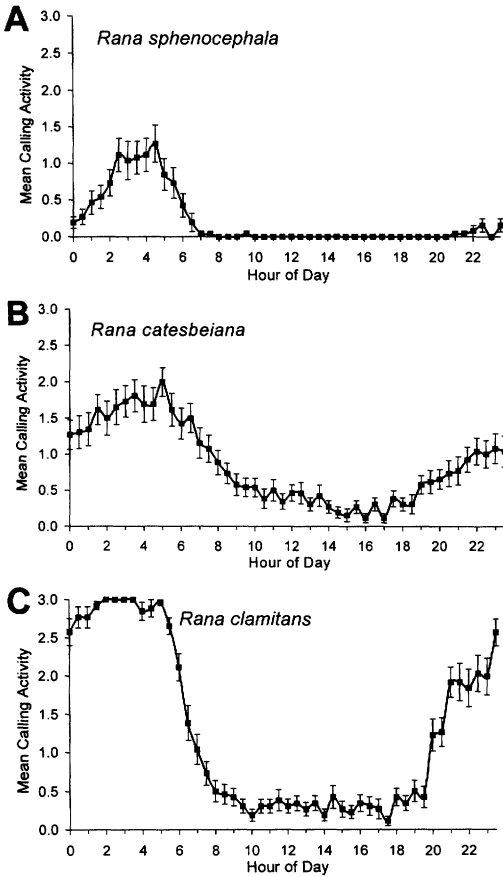 A
Rana sphenocephala
3.0
2.5
2.0
1.5
1.0
0.5
0.0
Mean Calling Activity
0 2 4 6 8 10 12 14 16 18 20 22
Hour of Day
B
Rana catesbeiana
3.0
2.5
2.0
1.5
1.0
0.5
0.0
Mean Calling Activity
0 2 4 6 8 10 12 14 16 18 20 22
Hour of Day
C
Rana clamitans
3.0
2.5
2.0
1.5
1.0
0.5
0.0
Mean Calling Activity
0 2 4 6 8 10 12 14 16 18 20 22
Hour of Day